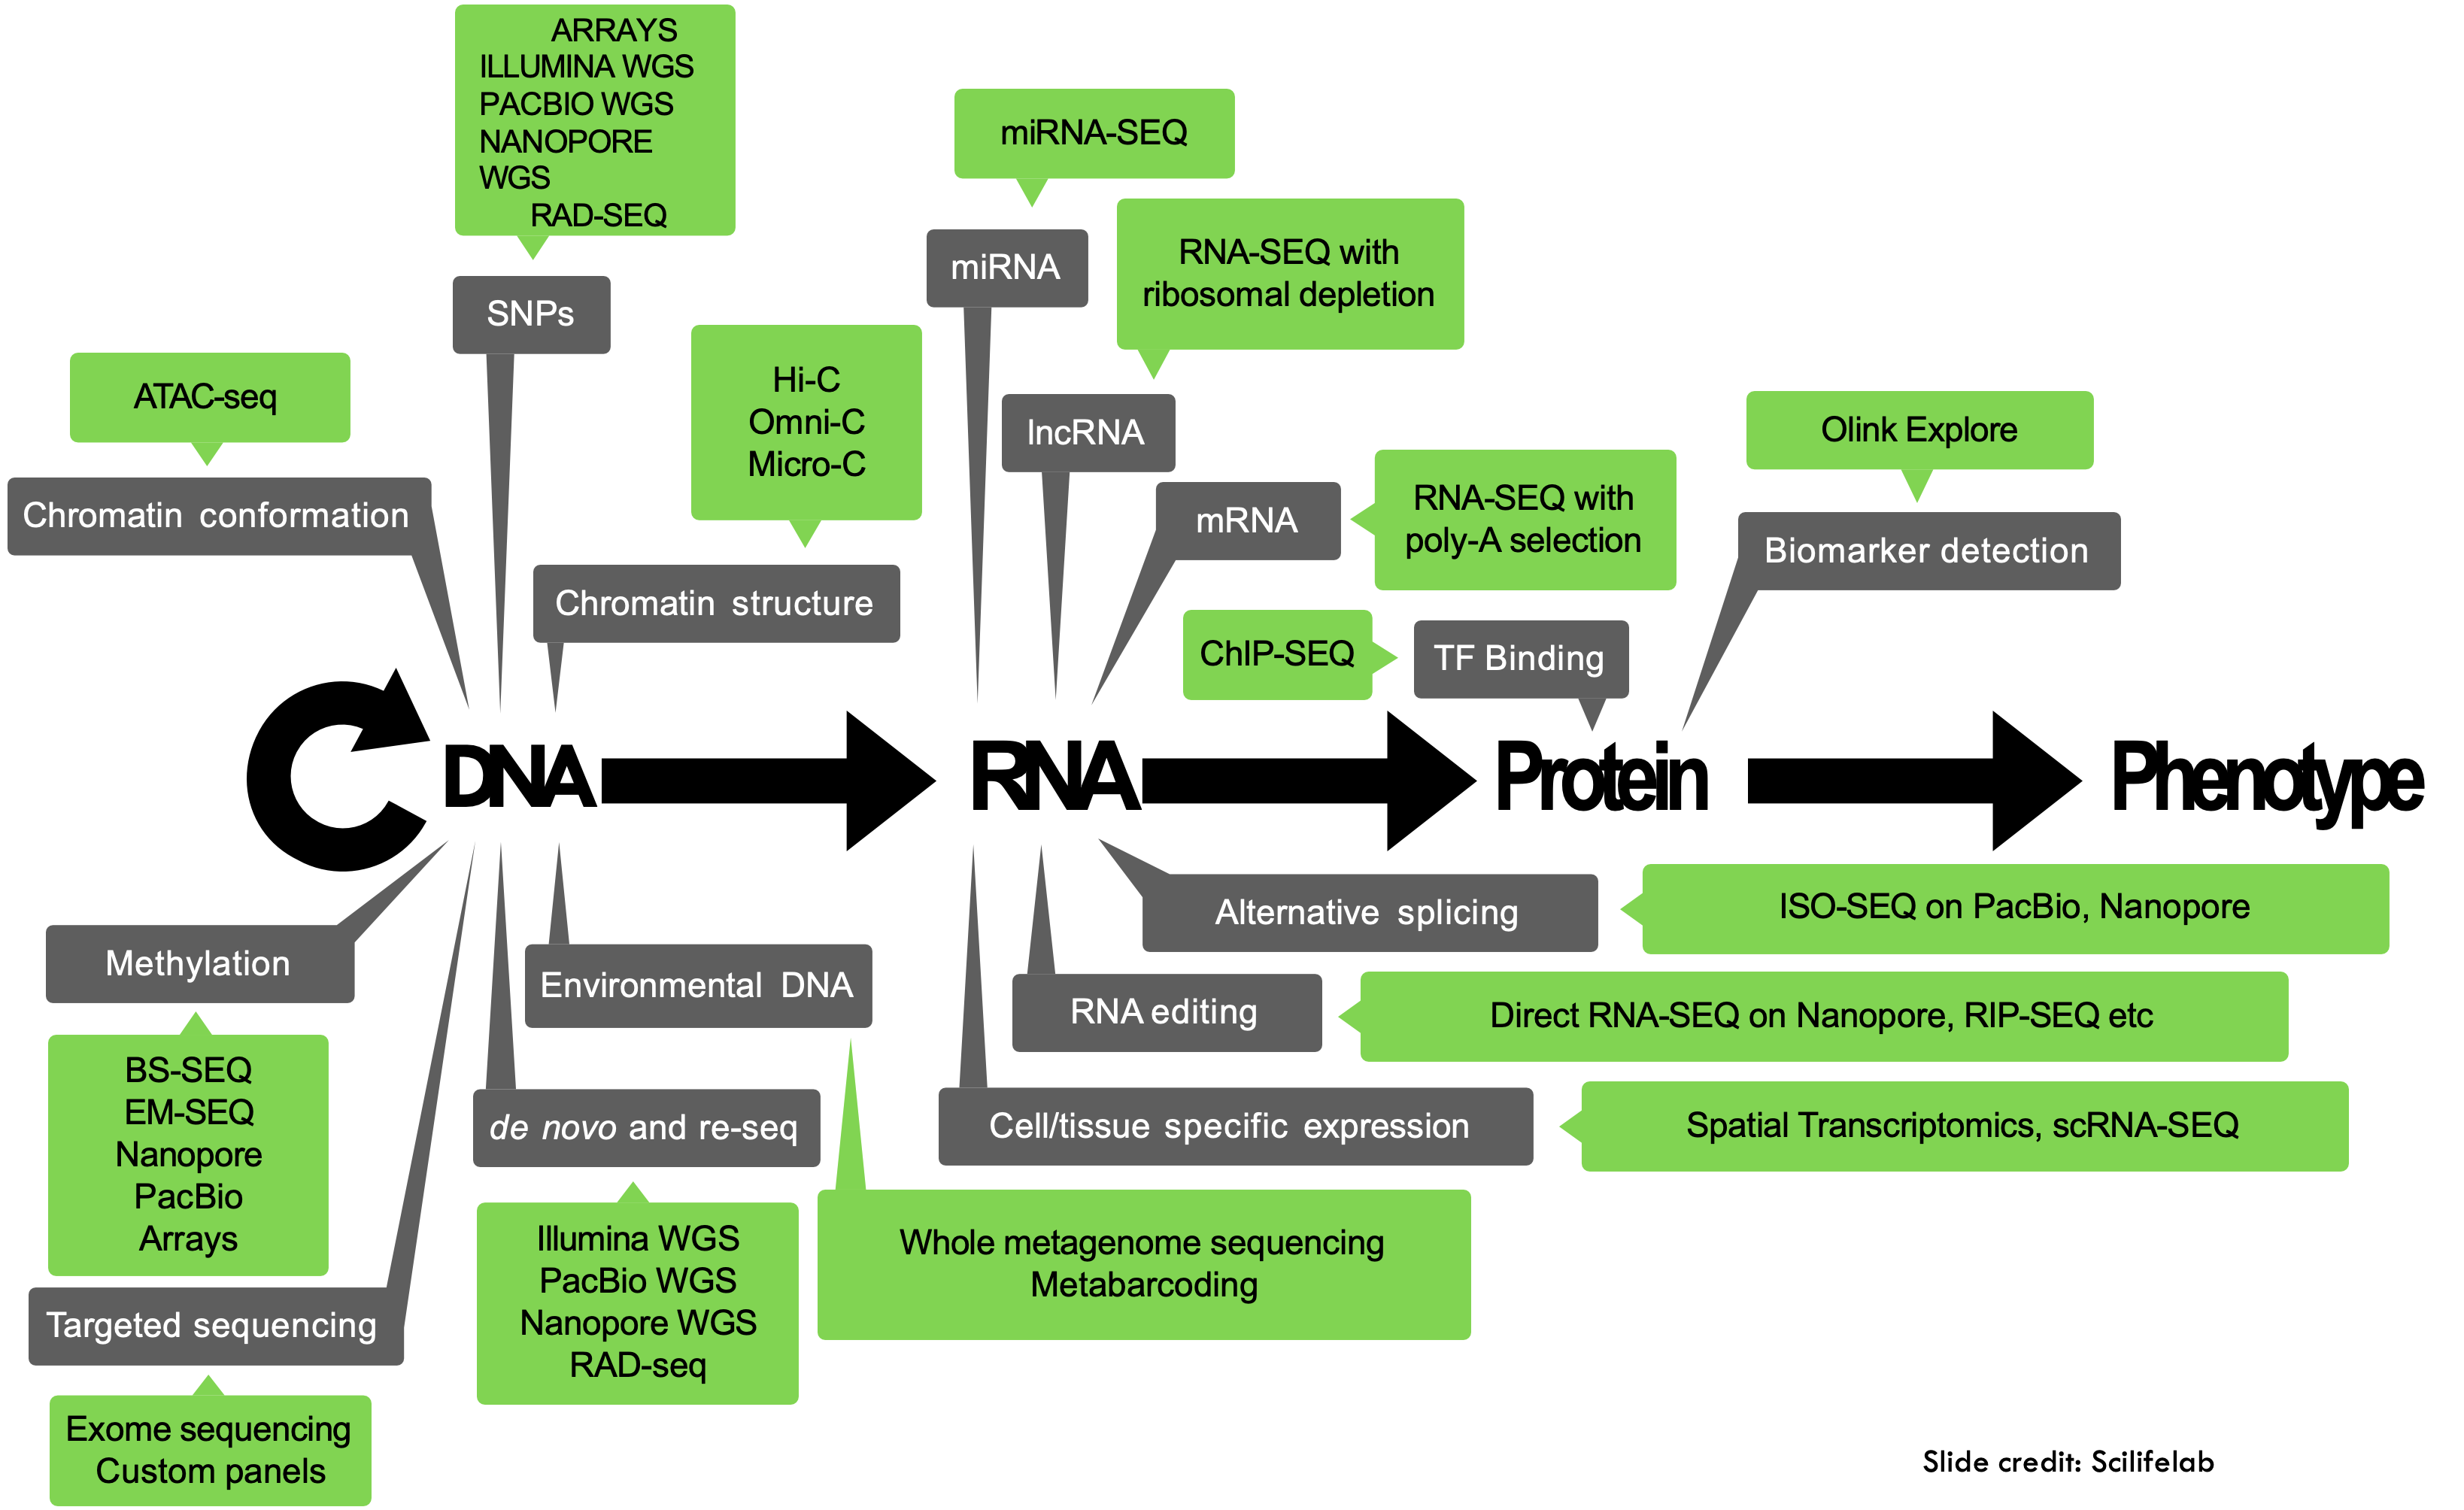 ARRAYS
ILLUMINA WGS
PACBIO WGS
NANOPORE
WGS
RAD-SEQ
SNPs
miRNA-SEQ
miRNA
RNA-SEQ with
ribosomal depletion
lncRNA
ATAC-seq
Chromatin conformation
Hi-C
Omni-C
Micro-C
Chromatin structure
mRNA
RNA-SEQ with
poly-A selection
Olink Explore
Biomarker detection
ChIP-SEQ
TF Binding
DNA
RNA
Protein
Phenotype
Alternative splicing
ISO-SEQ on PacBio, Nanopore
Methylation
Environmental DNA
RNA editing
Direct RNA-SEQ on Nanopore, RIP-SEQ etc
BS-SEQ
EM-SEQ
Nanopore
PacBio
Arrays
de novo and re-seq
Cell/tissue specific expression
Spatial Transcriptomics, scRNA-SEQ
Illumina WGS
PacBio WGS
Nanopore WGS
RAD-seq
Whole metagenome sequencing
Metabarcoding
Targeted sequencing
Exome sequencing
Custom panels
Slide credit: Scilifelab